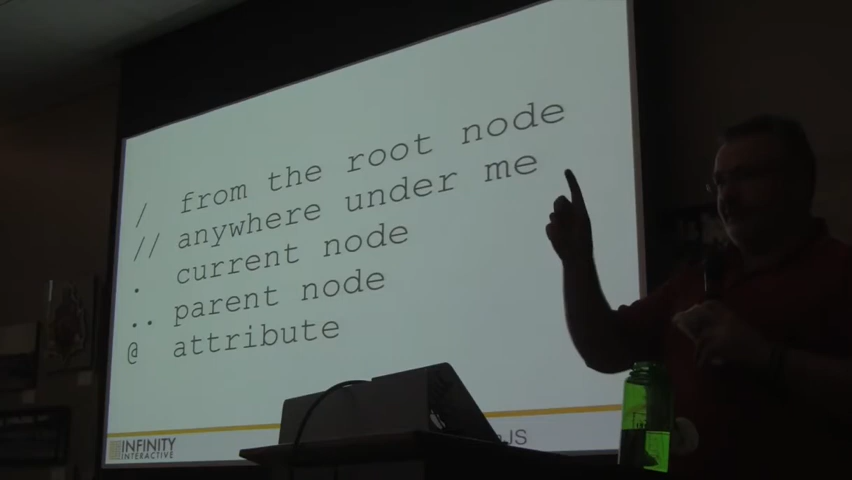 / from the root node
// anywhere under me
. current node
.. parent node
@ attribute
INFINITY
INTERACTIVE
JS